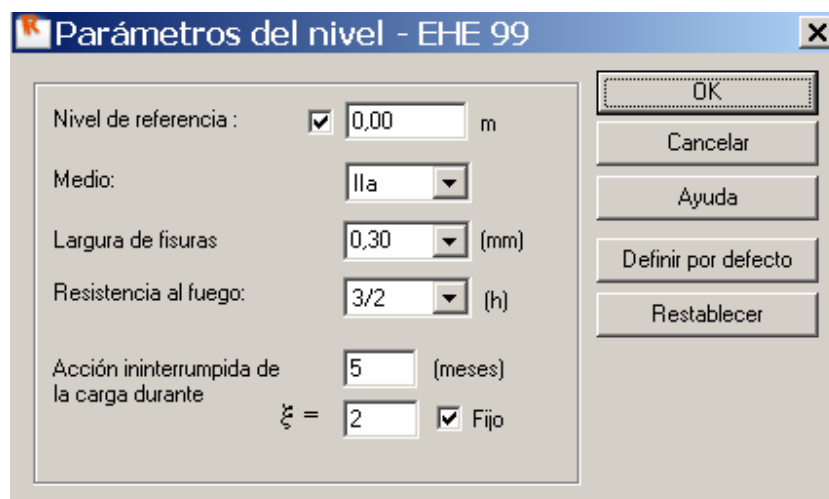 Parámetros del nivel - EHE 99
Nivel de referencia : 0,00 m
Medio: IIa
Largura de fisuras 0,30 (mm)
Resistencia al fuego: 3/2 (h)
Acción ininterrumpida de
la carga durante 5 (meses)
ξ = 2 Fijo
OK
Cancelar
Ayuda
Definir por defecto
Restablecer